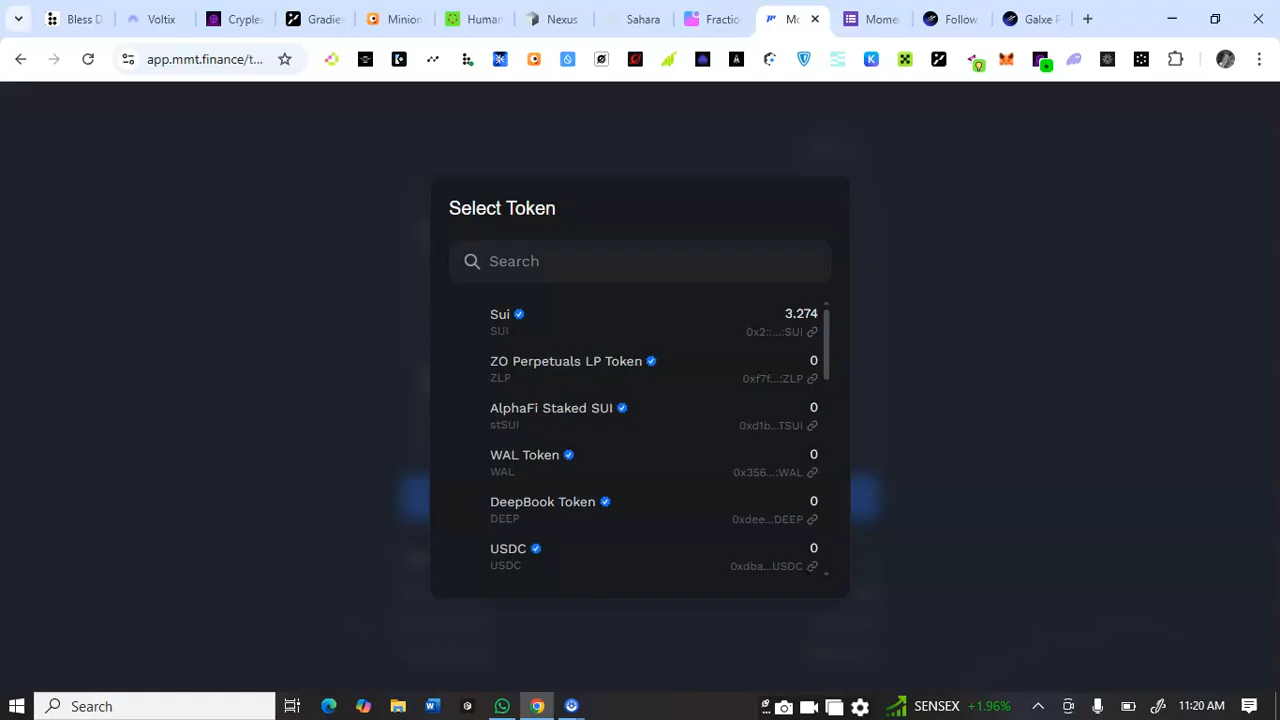 Bless D
Voltix
Cryple
Gradie
Minion
Human
Nexus
Sahara
Fractio
Mo
Mome
Follow
Galxe P
app.mmt.finance/t...
Select Token
Search
Sui
3.274
SUI
0x2::...:SUI
ZO Perpetuals LP Token
0
ZLP
0xf7f...:ZLP
AlphaFi Staked SUI
0
stSUI
0xd1b...TSUI
WAL Token
0
WAL
0x356...:WAL
DeepBook Token
0
DEEP
0xdee...DEEP
USDC
0
USDC
0xdba...USDC
Search
SENSEX +1.96%
11:20 AM